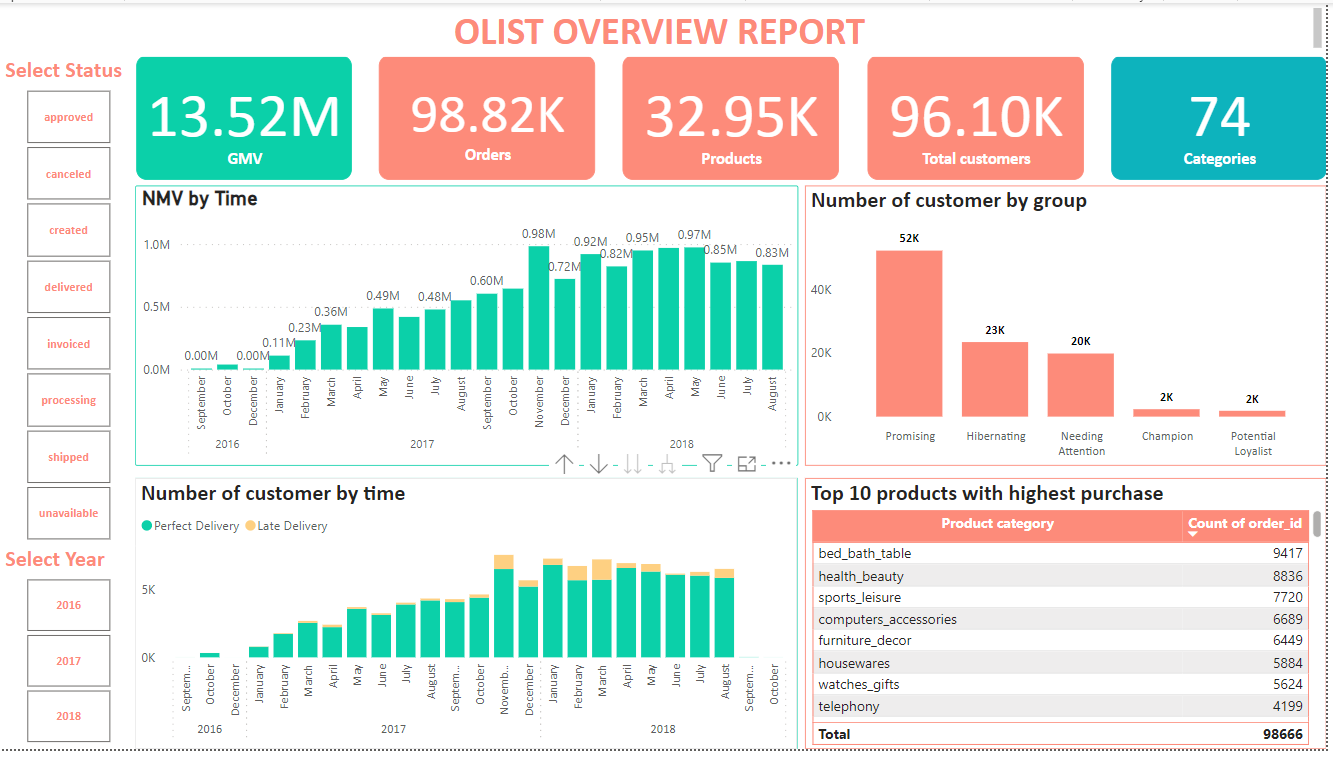 OLIST OVERVIEW REPORT
Select Status
approved
canceled
created
delivered
invoiced
processing
shipped
unavailable
Select Year
2016
2017
2018
13.52M
GMV
98.82K
Orders
32.95K
Products
96.10K
Total customers
74
Categories
NMV by Time
1.0M
0.5M
0.0M
0.00M
0.00M
0.11M
0.23M
0.36M
0.49M
0.48M
0.60M
0.98M
0.72M
0.92M
0.82M
0.95M
0.97M
0.85M
0.83M
September
October
December
January
February
March
April
May
June
July
August
September
October
November
December
January
February
March
April
May
June
July
August
2016
2017
2018
Number of customer by group
40K
20K
0K
52K
23K
20K
2K
2K
Promising
Hibernating
Needing
Attention
Champion
Potential
Loyalist
Number of customer by time
Perfect Delivery
Late Delivery
5K
0K
Septem...
October
December
January
February
March
April
May
June
July
August
Septem...
October
Novemb...
December
January
February
March
April
May
June
July
August
Septem...
October
2016
2017
2018
Top 10 products with highest purchase
Product category Count of order_id
bed_bath_table 9417
health_beauty 8836
sports_leisure 7720
computers_accessories 6689
furniture_decor 6449
housewares 5884
watches_gifts 5624
telephony 4199
Total 98666